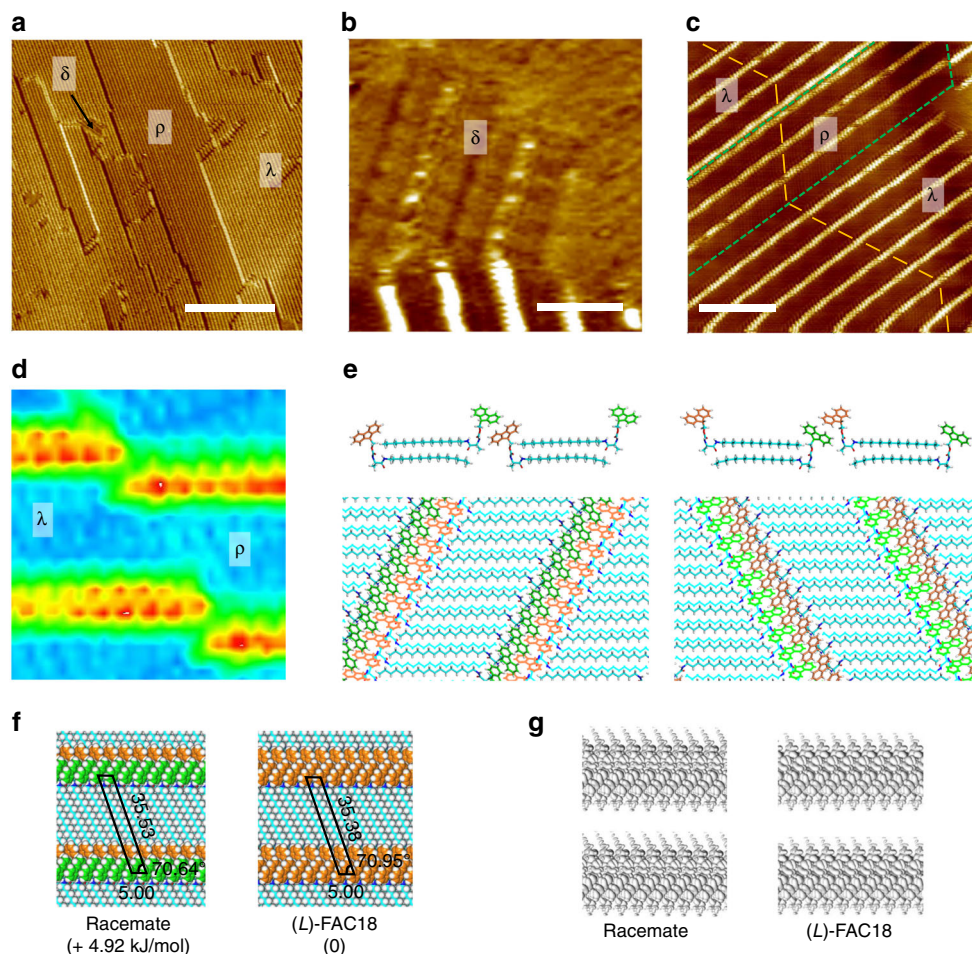 a
δ
ρ
λ
b
δ
c
λ
ρ
λ
d
λ
ρ
e
f
35.53
70.64°
5.00
Racemate
(+ 4.92 kJ/mol)
35.38
70.95°
5.00
(L)-FAC18
(0)
g
Racemate
(L)-FAC18